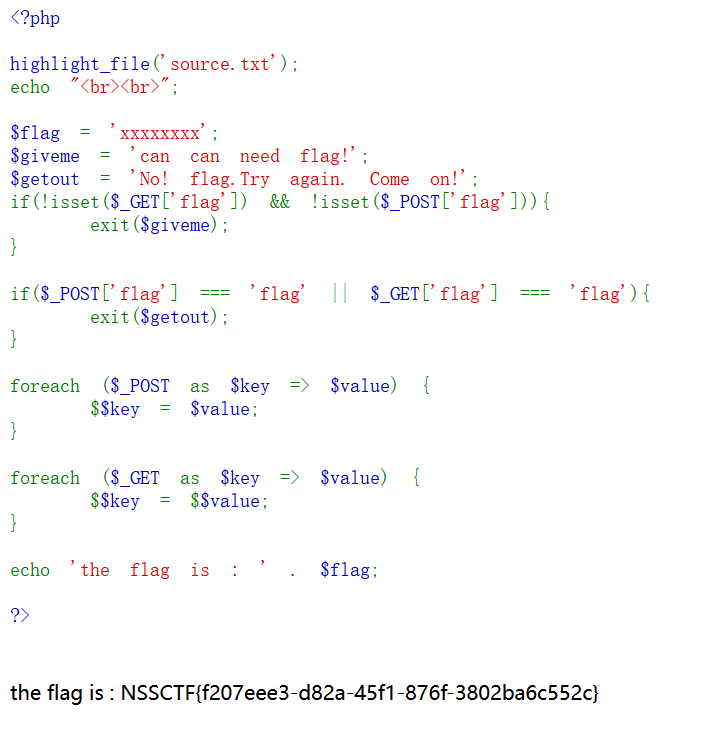 <?php
highlight_file('source.txt');
echo "<br><br>";
$flag = 'xxxxxxxx';
$giveme = 'can can need flag!';
$getout = 'No! flag.Try again. Come on!';
if(!isset($_GET['flag']) && !isset($_POST['flag'])){
exit($giveme);
}
if($_POST['flag'] === 'flag' || $_GET['flag'] === 'flag'){
exit($getout);
}
foreach ($_POST as $key => $value) {
$$key = $value;
}
foreach ($_GET as $key => $value) {
$$key = $$value;
}
echo 'the flag is : ' . $flag;
?>
the flag is : NSSCTF{f207eee3-d82a-45f1-876f-3802ba6c552c}